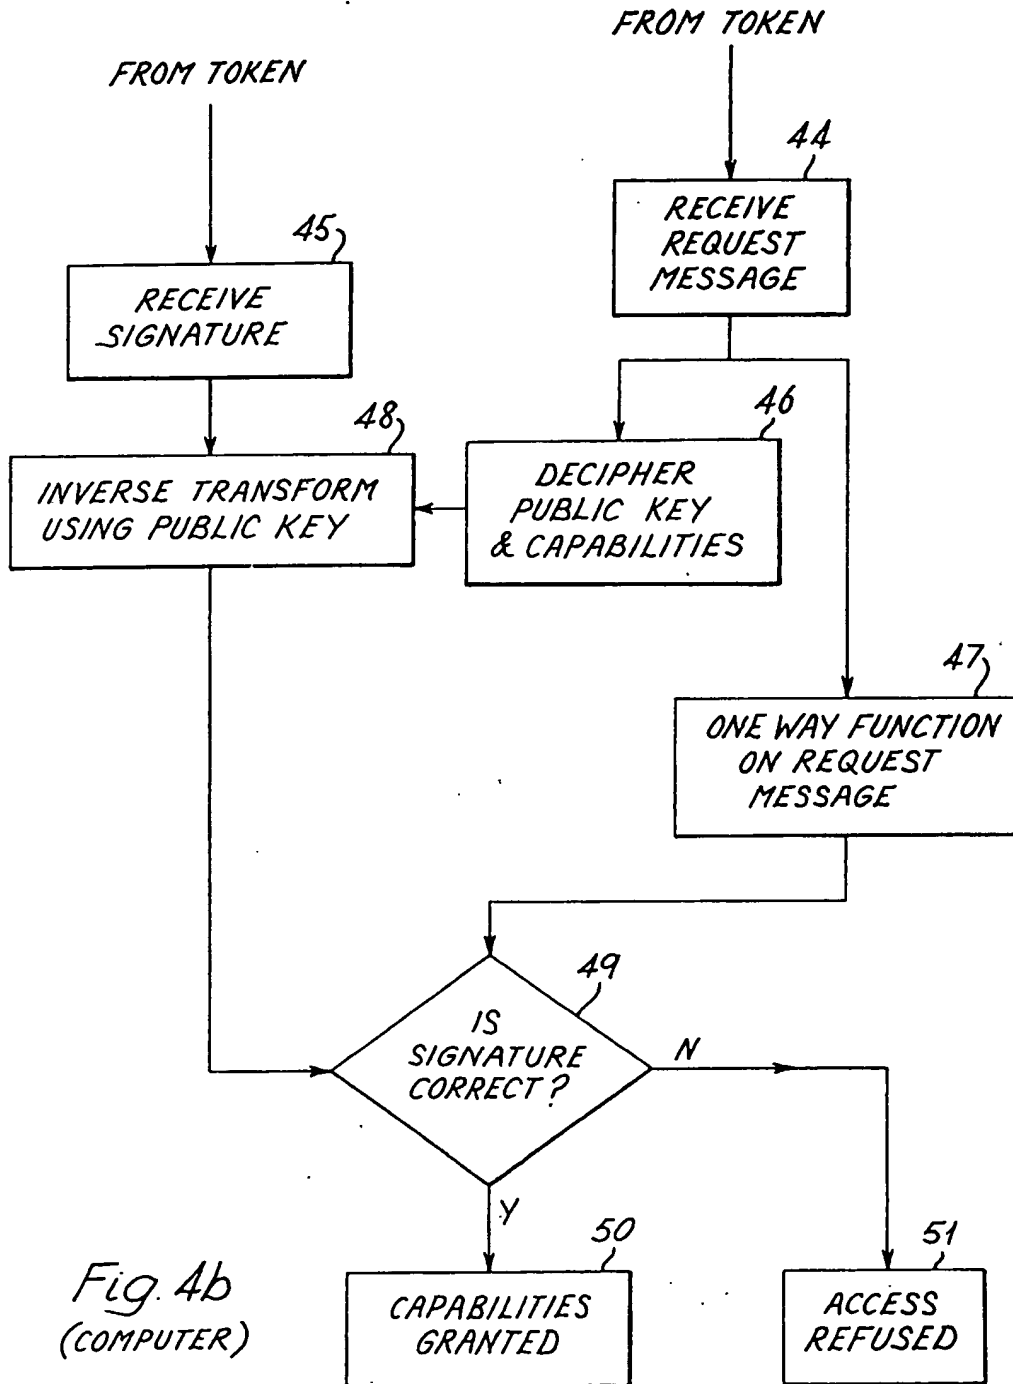 FROM TOKEN
FROM TOKEN
44
RECEIVE
REQUEST
MESSAGE
45
RECEIVE
SIGNATURE
46
DECIPHER
PUBLIC KEY
& CAPABILITIES
48
INVERSE TRANSFORM
USING PUBLIC KEY
47
ONE WAY FUNCTION
ON REQUEST
MESSAGE
49
IS
SIGNATURE
CORRECT?
N
Y
50
CAPABILITIES
GRANTED
51
ACCESS
REFUSED
Fig. 4b
(COMPUTER)